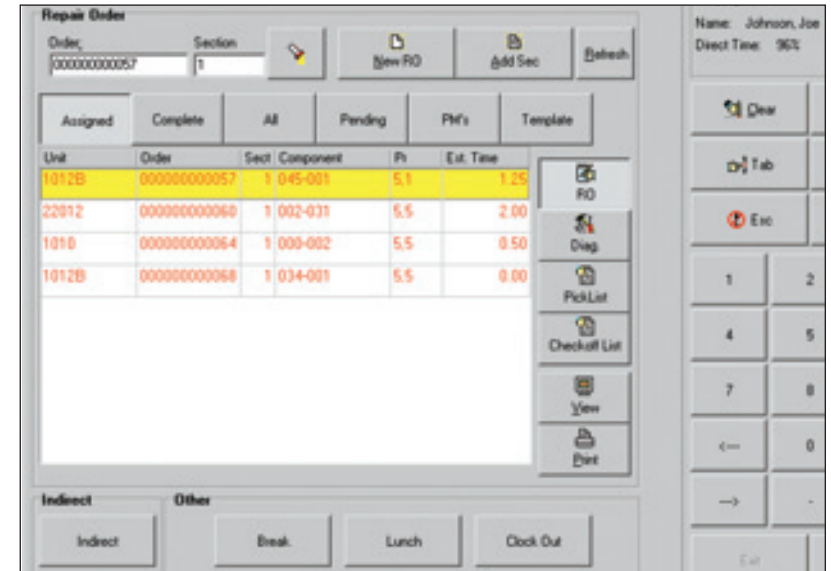 Repair Order
Order: Section
000000000057 1 New RO Add Sec Refresh
Assigned Complete All Pending PM's Template
Unit Order Sect Component Pr Est. Time
1012B 000000000057 1 045-001 5,1 1.25
22012 000000000060 1 002-031 5,5 2.00
1010 000000000064 1 000-002 5,5 0.50
1012B 000000000068 1 034-001 5,5 0.00
RO
Diag.
PickList
Checkoff List
View
Print
Indirect Other
Indirect Break Lunch Clock Out
Name: Johnson, Joe
Direct Time: 96%
Clear
Tab
Esc
1 2
4 5
7 8
<--- 0
---> -
Exit